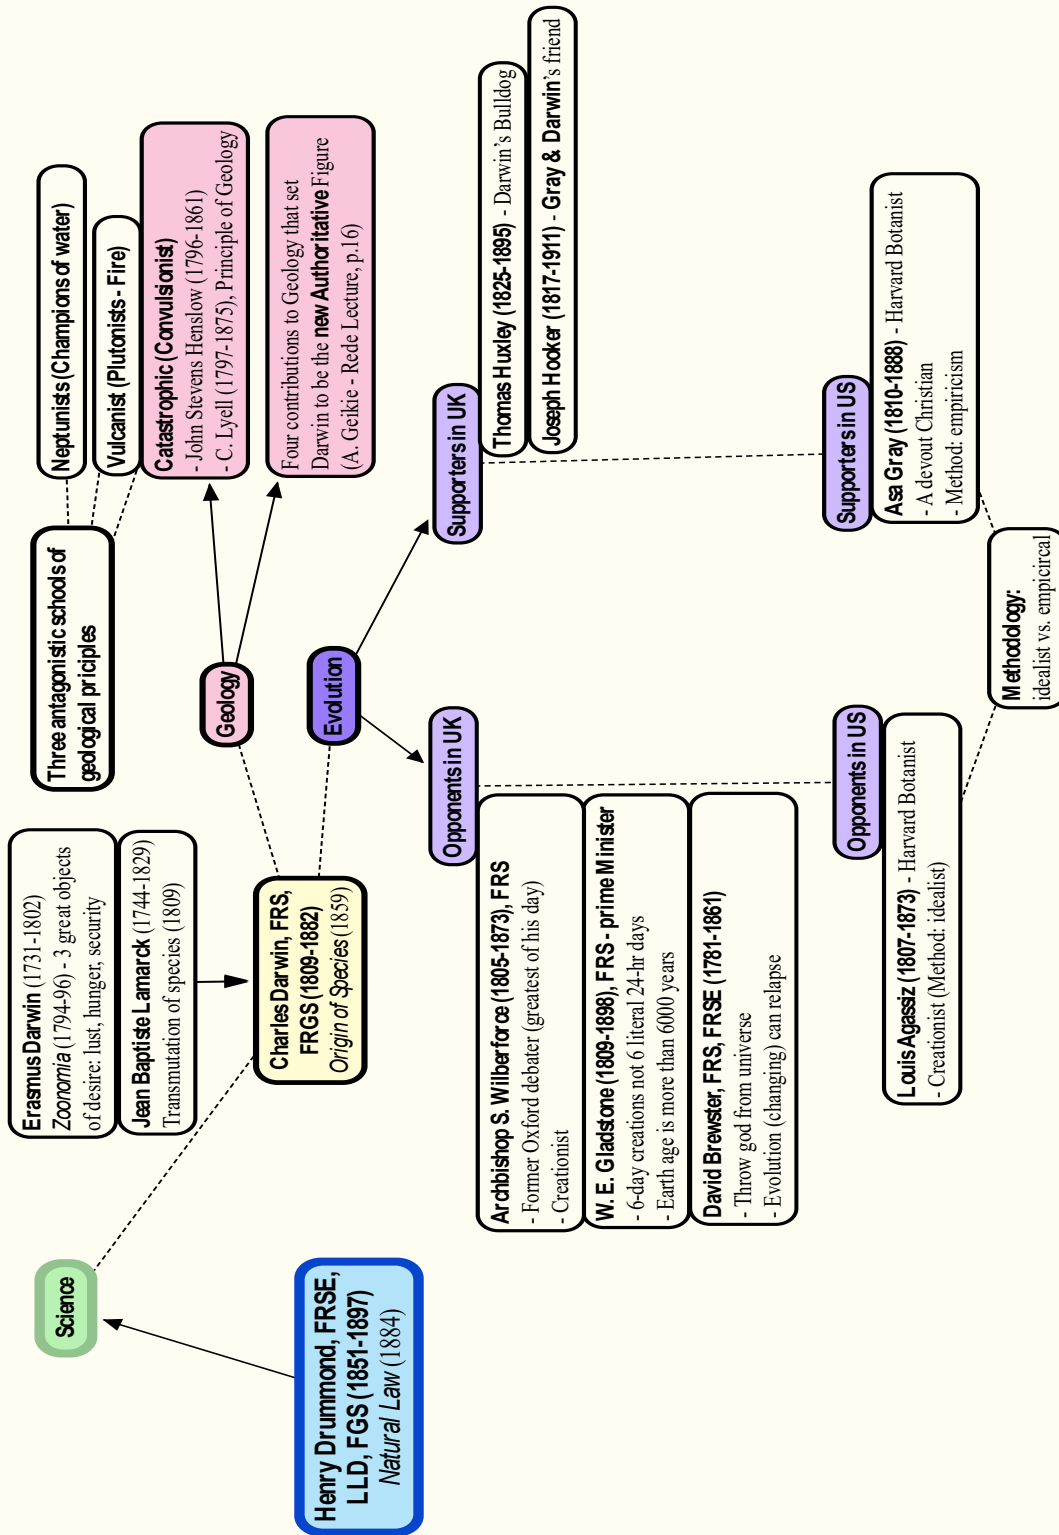 Henry Drummond, FRSE,
LLD, FGS (1851-1897)
Natural Law (1884)
Science
Erasmus Darwin (1731-1802)
Zoonomia (1794-96) - 3 great objects
of desire: lust, hunger, security
Jean Baptiste Lamarck (1744-1829)
Transmutation of species (1809)
Charles Darwin, FRS,
FRGS (1809-1882)
Origin of Species (1859)
Three antagonistic schools of
geological priciples
Neptunists (Champions of water)
Vulcanist (Plutonists - Fire)
Catastrophic (Convulsionist)
- John Stevens Henslow (1796-1861)
- C. Lyell (1797-1875), Principle of Geology
Geology
Four contributions to Geology that set
Darwin to be the new Authoritative Figure
(A. Geikie - Rede Lecture, p.16)
Evolution
Opponents in UK
Archbishop S. Wilberforce (1805-1873), FRS
- Former Oxford debater (greatest of his day)
- Creationist
W. E. Gladstone (1809-1898), FRS - prime Minister
- 6-day creations not 6 literal 24-hr days
- Earth age is more than 6000 years
David Brewster, FRS, FRSE (1781-1861)
- Throw god from universe
- Evolution (changing) can relapse
Supporters in UK
Thomas Huxley (1825-1895) - Darwin's Bulldog
Joseph Hooker (1817-1911) - Gray & Darwin's friend
Opponents in US
Louis Agassiz (1807-1873) - Harvard Botanist
- Creationist (Method: idealist)
Supporters in US
Asa Gray (1810-1888) - Harvard Botanist
- A devout Christian
- Method: empiricism
Methodology:
idealist vs. empicircal